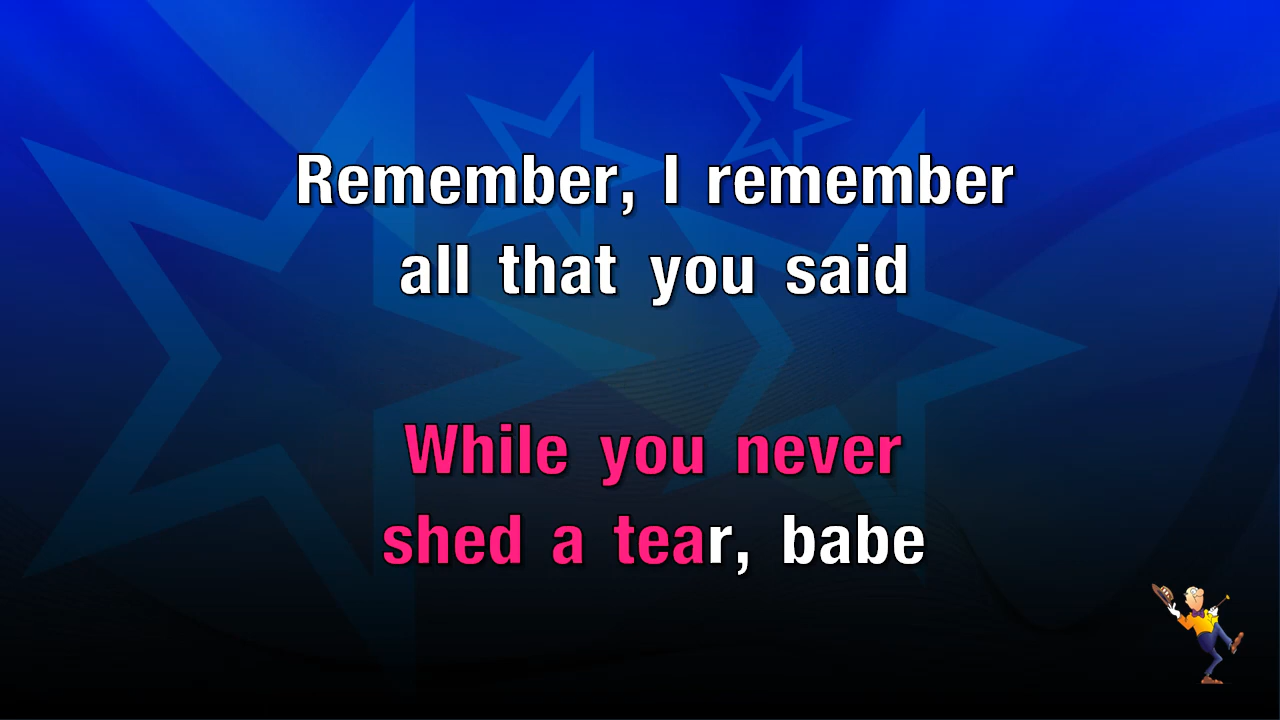 Remember, I remember
all that you said
While you never
shed a tear, babe